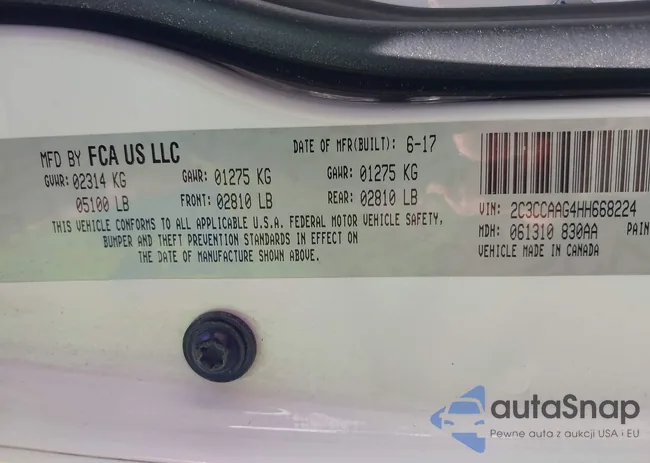 MFD BY FCA US LLC
DATE OF MFR(BUILT): 6-17
GVWR: 02314 KG GAWR: 01275 KG GAWR: 01275 KG
05100 LB FRONT: 02810 LB REAR: 02810 LB
THIS VEHICLE CONFORMS TO ALL APPLICABLE U.S.A. FEDERAL MOTOR VEHICLE SAFETY,
BUMPER AND THEFT PREVENTION STANDARDS IN EFFECT ON
THE DATE OF MANUFACTURE SHOWN ABOVE.
VIN: 2C3CCAAG4HH668224
MDH: 061310 830AA PAIN
VEHICLE MADE IN CANADA
autaSnap
Pewne auta z aukcji USA i EU